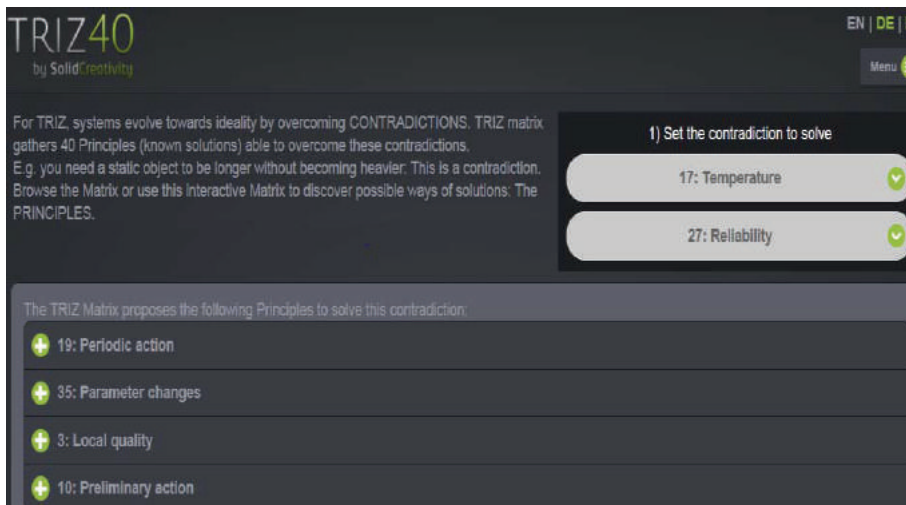 TRIZ40
by SolidCreativity
EN | DE |
Menu
For TRIZ, systems evolve towards ideality by overcoming CONTRADICTIONS. TRIZ matrix
gathers 40 Principles (known solutions) able to overcome these contradictions.
E.g. you need a static object to be longer without becoming heavier: This is a contradiction.
Browse the Matrix or use this Interactive Matrix to discover possible ways of solutions: The
PRINCIPLES.
1) Set the contradiction to solve
17: Temperature
27: Reliability
The TRIZ Matrix proposes the following Principles to solve this contradiction:
19: Periodic action
35: Parameter changes
3: Local quality
10: Preliminary action